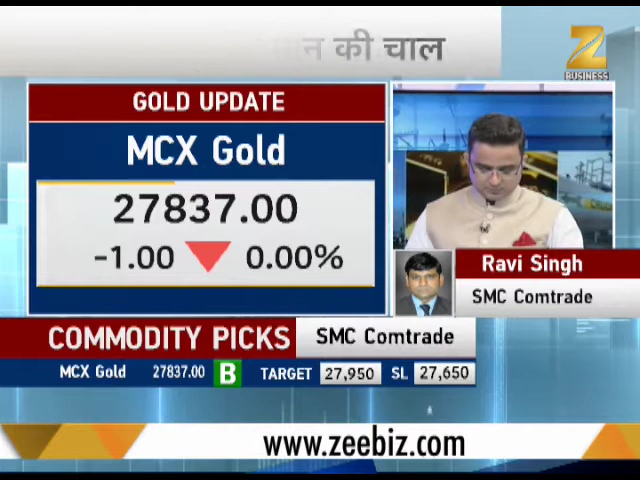 की चाल
Z
BUSINESS
GOLD UPDATE
MCX Gold
27837.00
-1.00 0.00%
Ravi Singh
SMC Comtrade
COMMODITY PICKS SMC Comtrade
MCX Gold 27837.00 B TARGET 27,950 SL 27,650
www.zeebiz.com